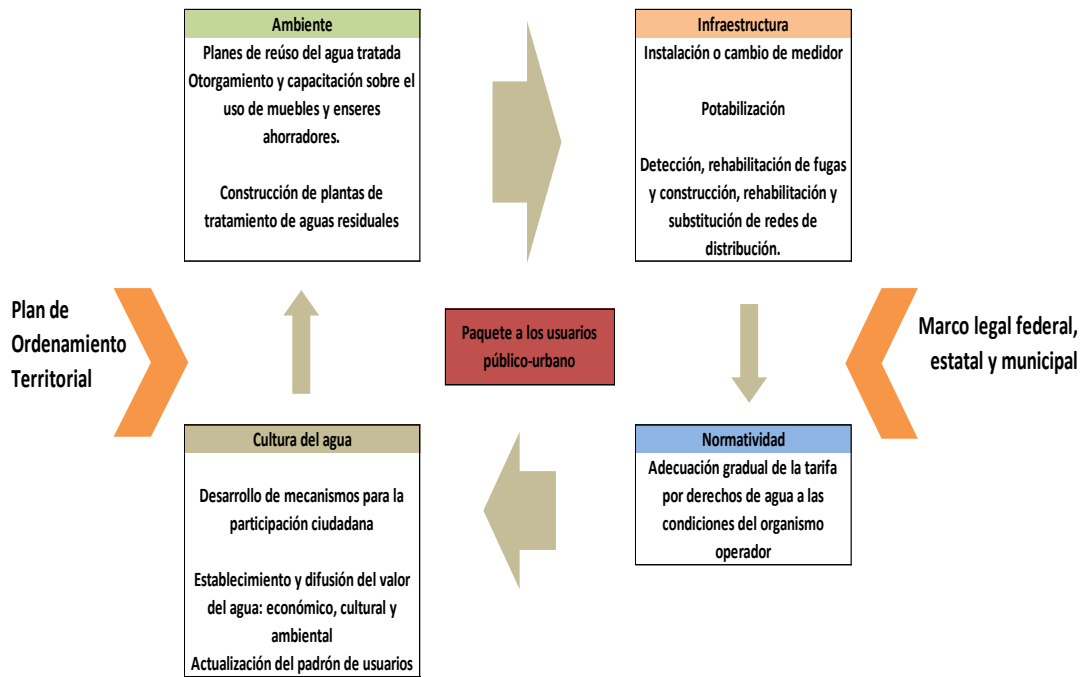 Ambiente
Planes de reúso del agua tratada
Otorgamiento y capacitación sobre el
uso de muebles y enseres
ahorradores.
Construcción de plantas de
tratamiento de aguas residuales
Infraestructura
Instalación o cambio de medidor
Potabilización
Detección, rehabilitación de fugas
y construcción, rehabilitación y
substitución de redes de
distribución.
Plan de
Ordenamiento
Territorial
Paquete a los usuarios
público-urbano
Marco legal federal,
estatal y municipal
Cultura del agua
Desarrollo de mecanismos para la
participación ciudadana
Establecimiento y difusión del valor
del agua: económico, cultural y
ambiental
Actualización del padrón de usuarios
Normatividad
Adecuación gradual de la tarifa
por derechos de agua a las
condiciones del organismo
operador